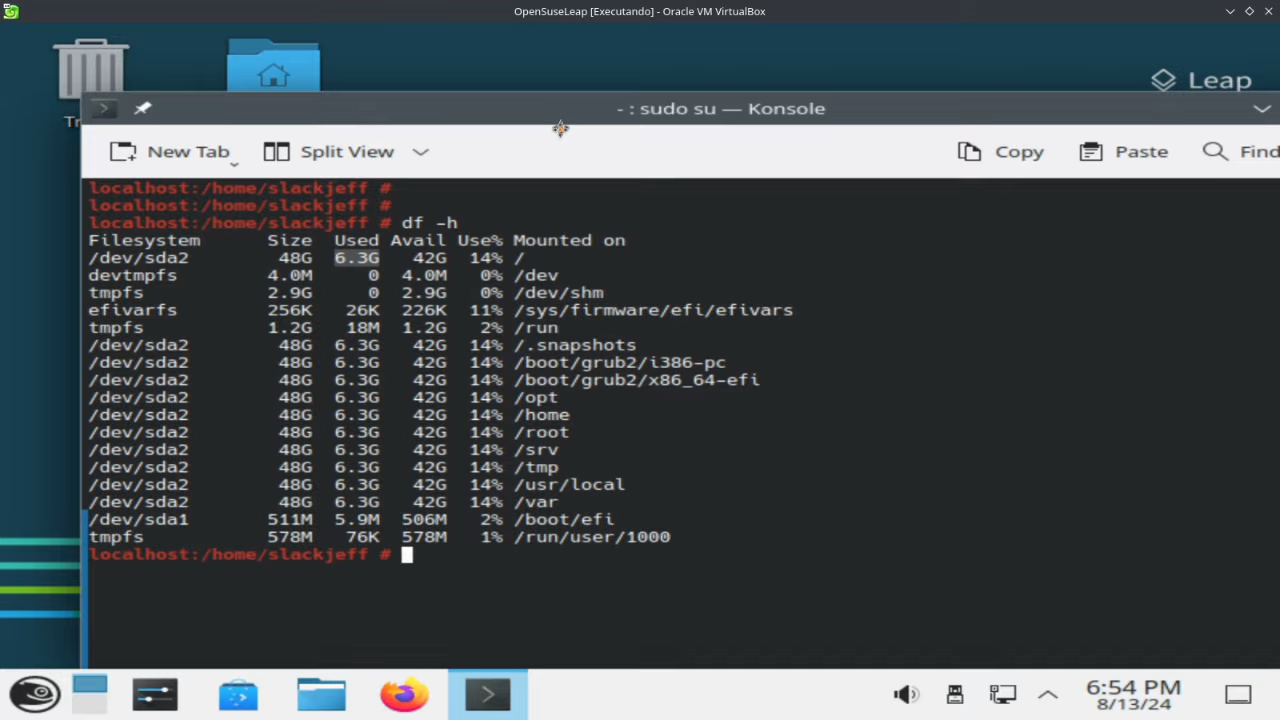 OpenSuseLeap [Executando] - Oracle VM VirtualBox
Leap
- : sudo su — Konsole
New Tab
Split View
Copy
Paste
Find
localhost:/home/slackjeff #
localhost:/home/slackjeff #
localhost:/home/slackjeff # df -h
Filesystem Size Used Avail Use% Mounted on
/dev/sda2 48G 6.3G 42G 14% /
devtmpfs 4.0M 0 4.0M 0% /dev
tmpfs 2.9G 0 2.9G 0% /dev/shm
efivarfs 256K 26K 226K 11% /sys/firmware/efi/efivars
tmpfs 1.2G 18M 1.2G 2% /run
/dev/sda2 48G 6.3G 42G 14% /.snapshots
/dev/sda2 48G 6.3G 42G 14% /boot/grub2/i386-pc
/dev/sda2 48G 6.3G 42G 14% /boot/grub2/x86_64-efi
/dev/sda2 48G 6.3G 42G 14% /opt
/dev/sda2 48G 6.3G 42G 14% /home
/dev/sda2 48G 6.3G 42G 14% /root
/dev/sda2 48G 6.3G 42G 14% /srv
/dev/sda2 48G 6.3G 42G 14% /tmp
/dev/sda2 48G 6.3G 42G 14% /usr/local
/dev/sda2 48G 6.3G 42G 14% /var
/dev/sda1 511M 5.9M 506M 2% /boot/efi
tmpfs 578M 76K 578M 1% /run/user/1000
localhost:/home/slackjeff #
6:54 PM
8/13/24